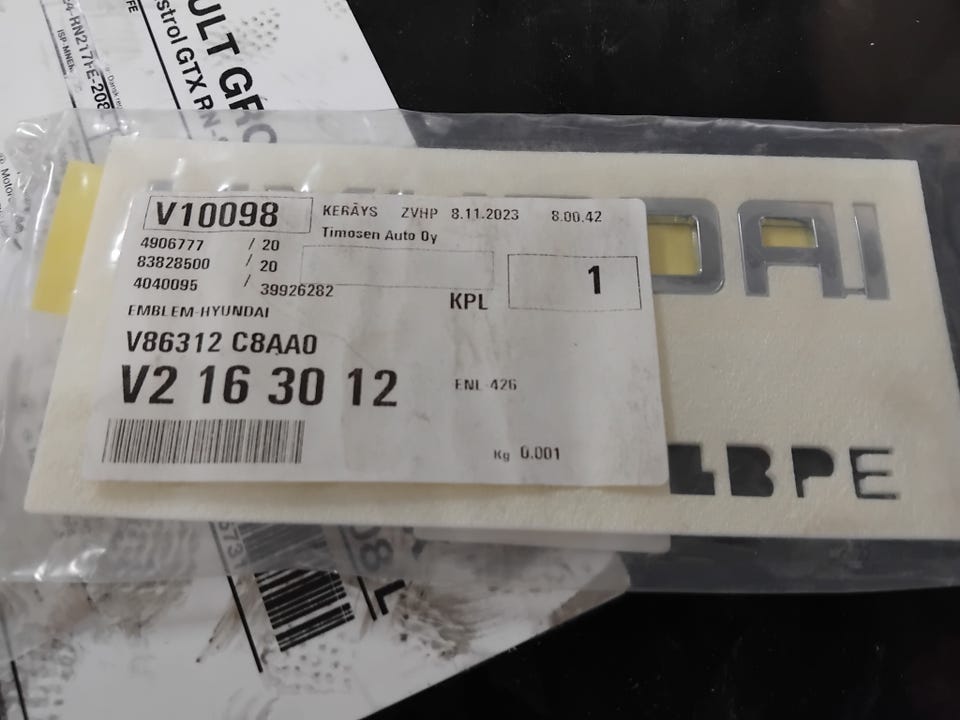 ULT GRO
strol GTX RN-
V10098
KERÄYS ZVHP 8.11.2023 8.00.42
Timosen Auto Oy
4906777 / 20
83828500 / 20
4040095 / 39926282
KPL 1
EMBLEM-HYUNDAI
V86312 C8AA0
V2 16 30 12
ENL 426
Kg 0.001
DAI
LBPE